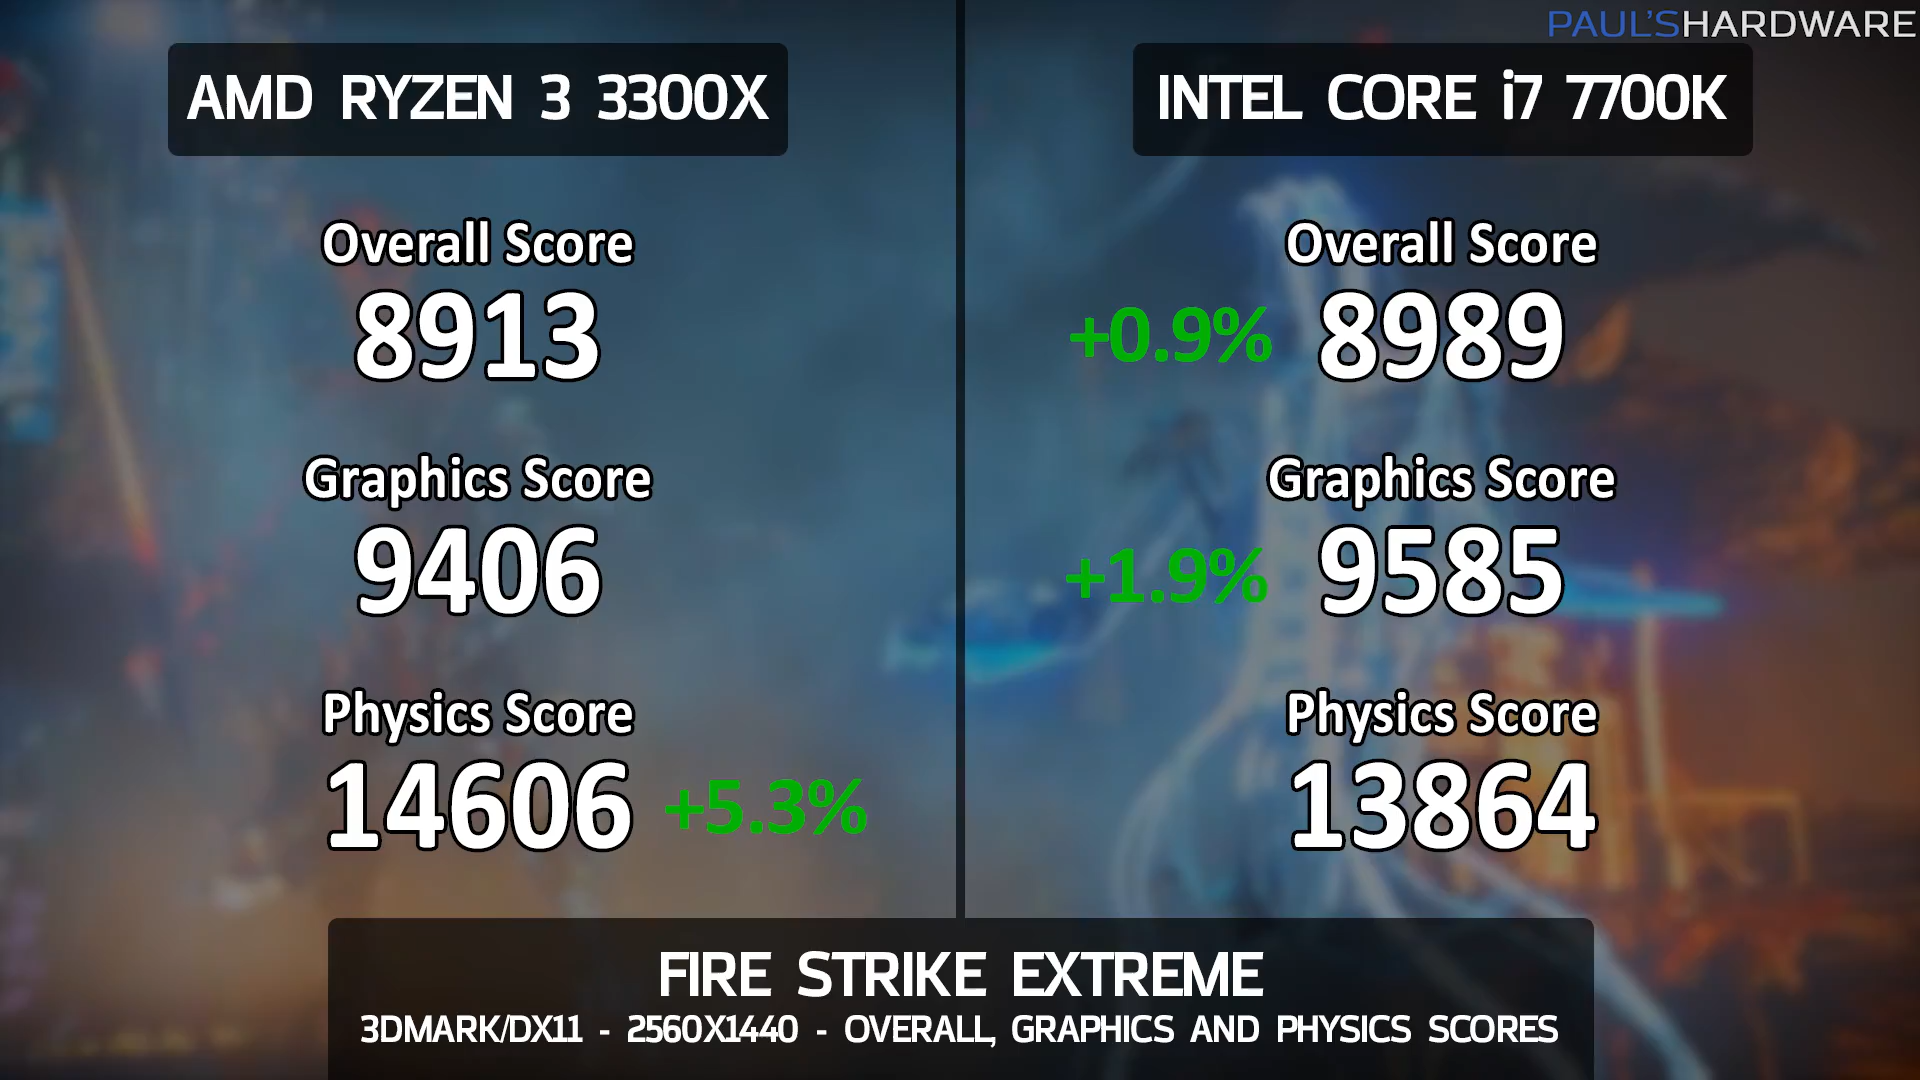 PAUL'SHARDWARE
AMD RYZEN 3 3300X
Overall Score
8913
Graphics Score
9406
Physics Score
14606 +5.3%
INTEL CORE i7 7700K
Overall Score
+0.9% 8989
Graphics Score
+1.9% 9585
Physics Score
13864
FIRE STRIKE EXTREME
3DMARK/DX11 - 2560X1440 - OVERALL, GRAPHICS AND PHYSICS SCORES